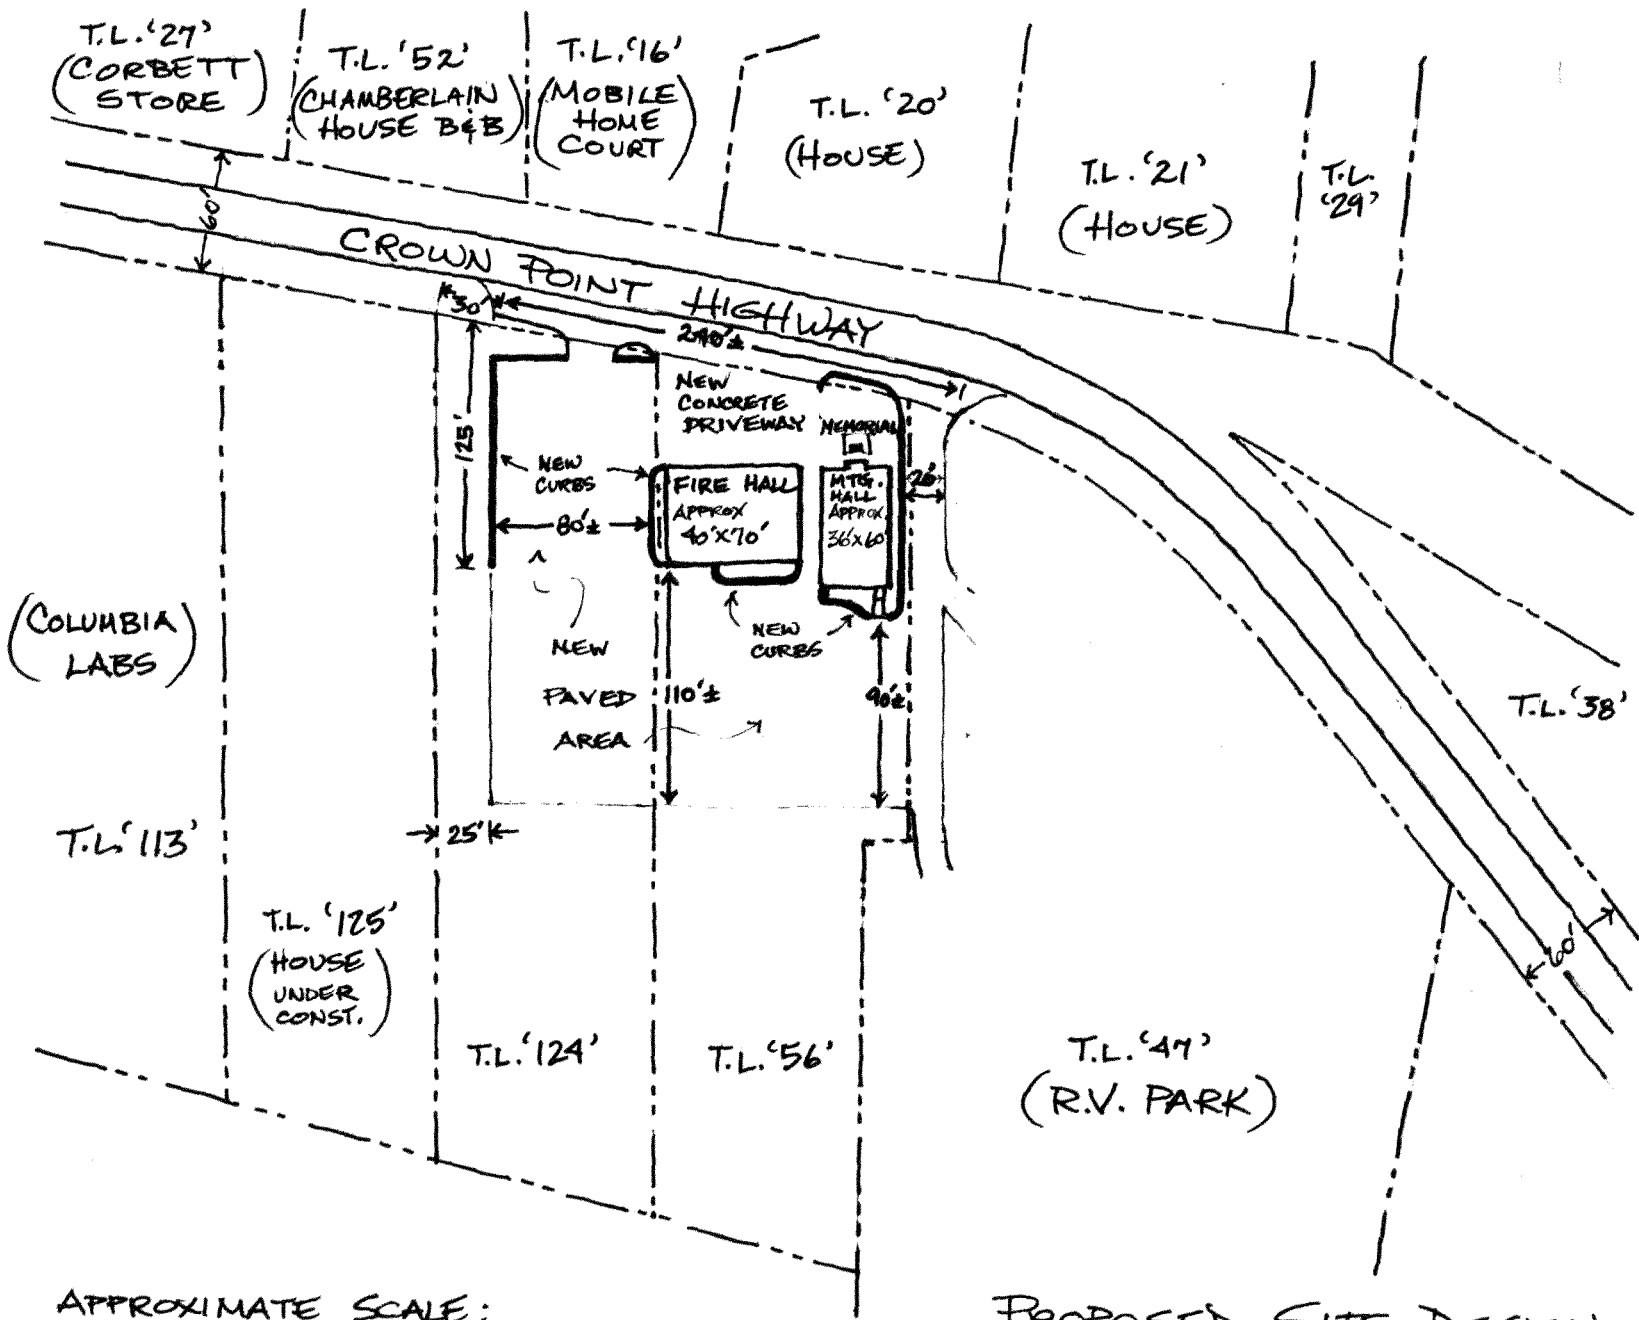 T.L. '27'
(CORBETT
STORE)
T.L. '52'
(CHAMBERLAIN
HOUSE B&B)
T.L. '16'
(MOBILE
HOME
COURT)
T.L. '20'
(HOUSE)
T.L. '21'
(HOUSE)
T.L.
'29'
60'
CROWN POINT HIGHWAY
30'
240'±
NEW
CONCRETE
DRIVEWAY
MEMORIAL
125'
NEW
CURBS
80'±
FIRE HALL
APPROX
40'X70'
MTG.
HALL
APPROX.
36'X60'
20'
NEW
CURBS
NEW
PAVED
AREA
110'±
90'±
(COLUMBIA
LABS)
T.L. '38'
T.L. '113'
25'
T.L. '125'
(HOUSE
UNDER
CONST.)
60'
T.L. '124'
T.L. '56'
T.L. '47'
(R.V. PARK)
APPROXIMATE SCALE:
PROPOSED SITE DESIGN